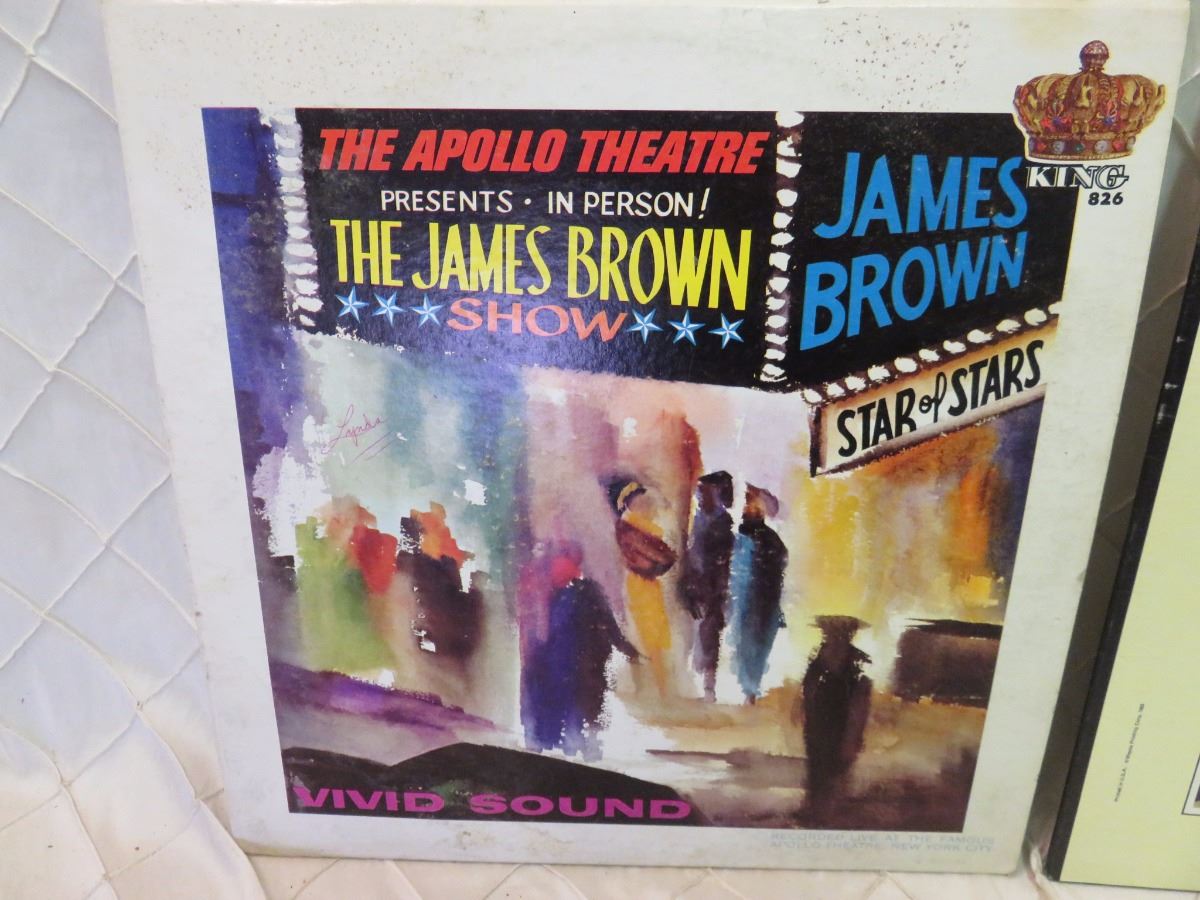 THE APOLLO THEATRE
PRESENTS · IN PERSON!
THE JAMES BROWN
SHOW
JAMES
BROWN
STAR of STARS
KING
826
VIVID SOUND
RECORDED LIVE AT THE FAMOUS
APOLLO THEATRE, NEW YORK CITY